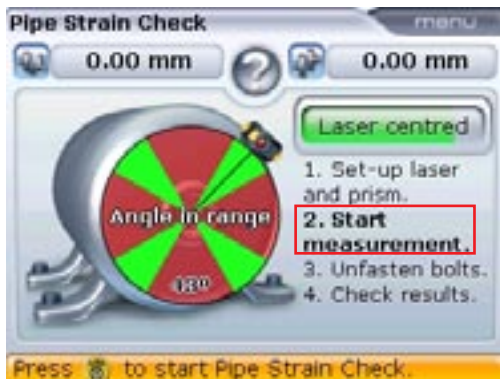 Pipe Strain Check
menu
0.00 mm
0.00 mm
Laser centred
1. Set-up laser
and prism.
2. Start
measurement.
3. Unfasten bolts.
4. Check results.
Angle in range
43º
Press to start Pipe Strain Check.